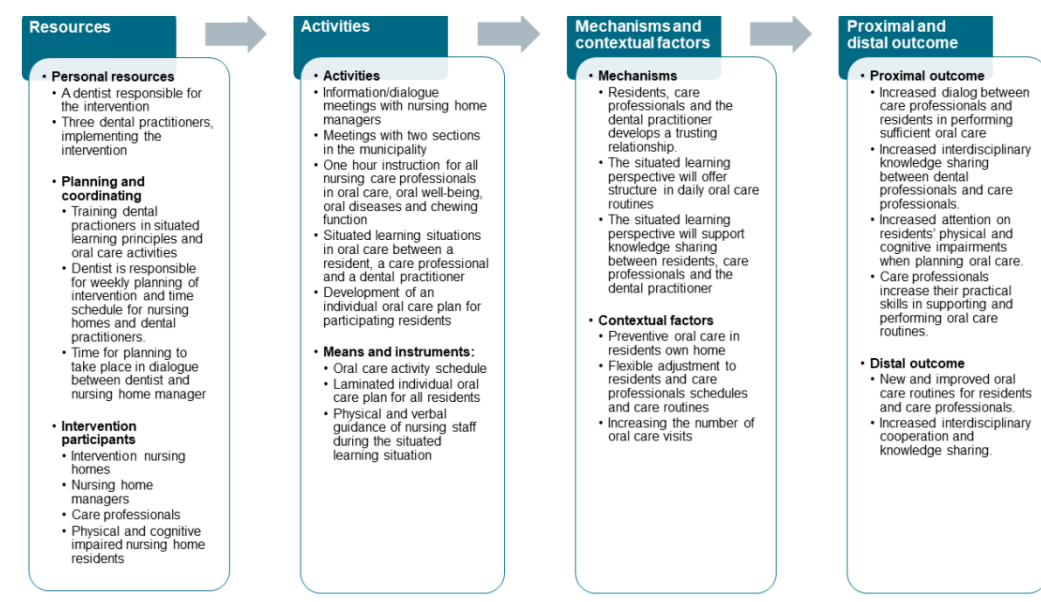 Resources
• Personal resources
• A dentist responsible for
the intervention
• Three dental practitioners,
implementing the
intervention
• Planning and
coordinating
• Training dental
practioners in situated
learning principles and
oral care activities
• Dentist is responsible
for weekly planning of
intervention and time
schedule for nursing
homes and dental
practitioners.
• Time for planning to
take place in dialogue
between dentist and
nursing home manager
• Intervention
participants
• Intervention nursing
homes
• Nursing home
managers
• Care professionals
• Physical and cognitive
impaired nursing home
residents
Activities
• Activities
• Information/dialogue
meetings with nursing home
managers
• Meetings with two sections
in the municipality
• One hour instruction for all
nursing care professionals
in oral care, oral well-being,
oral diseases and chewing
function
• Situated learning situations
in oral care between a
resident, a care professional
and a dental practitioner
• Development of an
individual oral care plan for
participating residents
• Means and instruments:
• Oral care activity schedule
• Laminated individual oral
care plan for all residents
• Physical and verbal
guidance of nursing staff
during the situated
learning situation
Mechanisms and
contextual factors
• Mechanisms
• Residents, care
professionals and the
dental practitioner
develops a trusting
relationship.
• The situated learning
perspective will offer
structure in daily oral care
routines
• The situated learning
perspective will support
knowledge sharing
between residents, care
professionals and the
dental practitioner
• Contextual factors
• Preventive oral care in
residents own home
• Flexible adjustment to
residents and care
professionals schedules
and care routines
• Increasing the number of
oral care visits
Proximal and
distal outcome
• Proximal outcome
• Increased dialog between
care professionals and
residents in performing
sufficient oral care
• Increased interdisciplinary
knowledge sharing
between dental
professionals and care
professionals.
• Increased attention on
residents' physical and
cognitive impairments
when planning oral care.
• Care professionals
increase their practical
skills in supporting and
performing oral care
routines.
• Distal outcome
• New and improved oral
care routines for residents
and care professionals.
• Increased interdisciplinary
cooperation and
knowledge sharing.